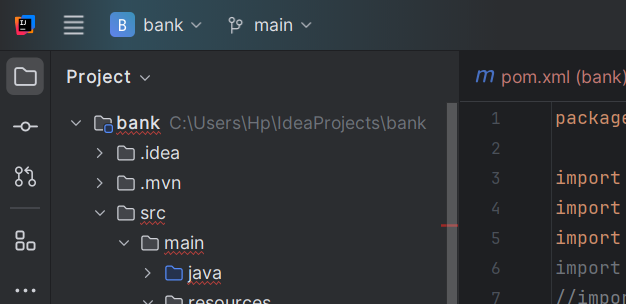 IJ
B bank main
Project
m pom.xml (bank)
bank C:\Users\Hp\IdeaProjects\bank
.idea
.mvn
src
main
java
resources
1 package
2
3 import
4 import
5 import
6 import
7 //impor